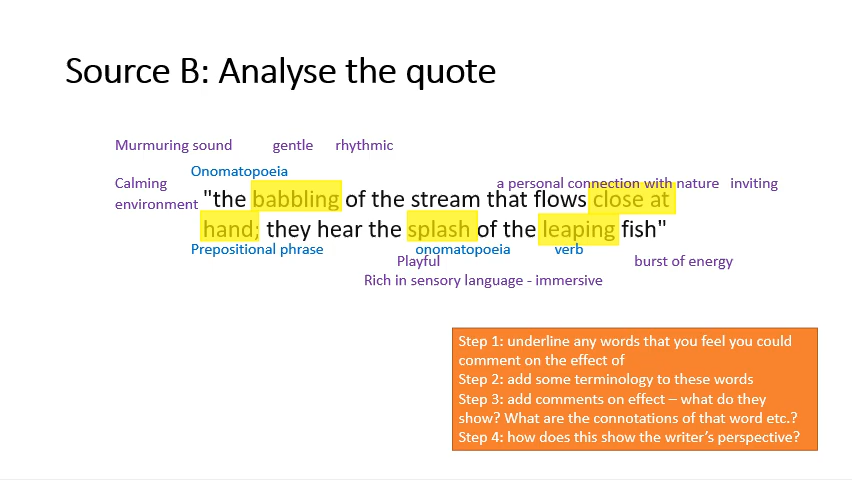 Source B: Analyse the quote
Murmuring sound gentle rhythmic
Onomatopoeia
Calming
environment
a personal connection with nature inviting
"the babbling of the stream that flows close at
hand; they hear the splash of the leaping fish"
Prepositional phrase onomatopoeia verb
Playful burst of energy
Rich in sensory language - immersive
Step 1: underline any words that you feel you could
comment on the effect of
Step 2: add some terminology to these words
Step 3: add comments on effect – what do they
show? What are the connotations of that word etc.?
Step 4: how does this show the writer's perspective?